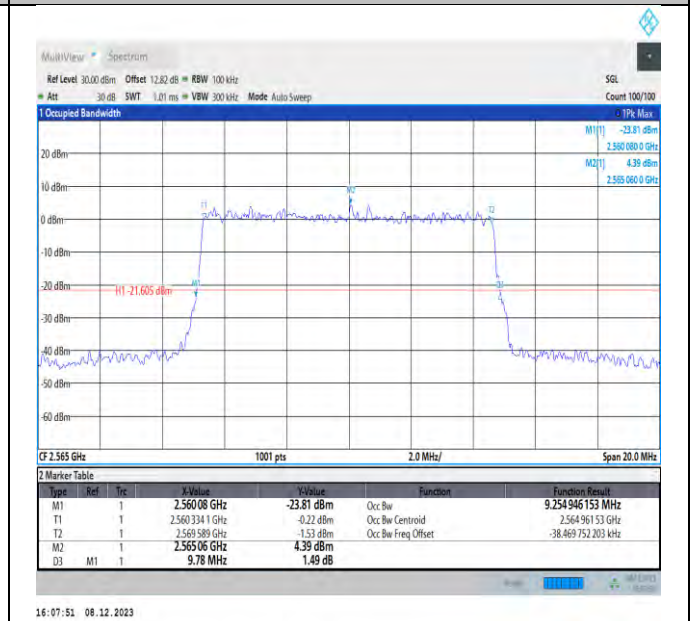 MultiView Spectrum
Ref Level 30.00 dBm Offset 12.82 dB RBW 100 kHz SGL
Att 30 dB SWT 1.01 ms VBW 300 kHz Mode Auto Sweep Count 100/100
1 Occupied Bandwidth 1Pk Max
M1[1] -23.81 dBm
2.560 080 0 GHz
M2[1] 4.39 dBm
2.565 060 0 GHz
20 dBm
10 dBm
M2
T1 T2
0 dBm
-10 dBm
-20 dBm
M1 D3
H1 -21.605 dBm
-30 dBm
-40 dBm
-50 dBm
-60 dBm
CF 2.565 GHz 1001 pts 2.0 MHz/ Span 20.0 MHz
2 Marker Table
Type Ref Trc X-Value Y-Value Function Function Result
M1 1 2.56008 GHz -23.81 dBm Occ Bw 9.254 946 153 MHz
T1 1 2.560 334 1 GHz -0.22 dBm Occ Bw Centroid 2.564 961 53 GHz
T2 1 2.569 589 GHz -1.53 dBm Occ Bw Freq Offset -38.469 752 203 kHz
M2 1 2.56506 GHz 4.39 dBm
D3 M1 1 9.78 MHz 1.49 dB
16:07:51 08.12.2023